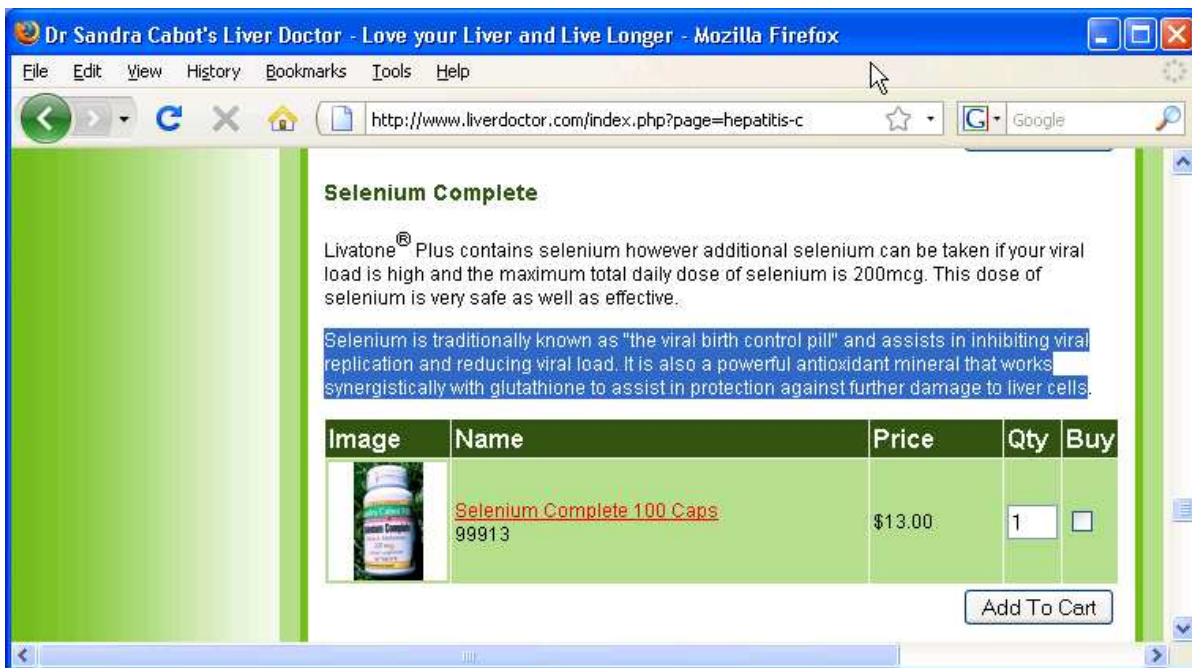 Dr Sandra Cabot's Liver Doctor - Love your Liver and Live Longer - Mozilla Firefox
File Edit View History Bookmarks Tools Help
http://www.liverdoctor.com/index.php?page=hepatitis-c
G Google
Selenium Complete
Livatone® Plus contains selenium however additional selenium can be taken if your viral
load is high and the maximum total daily dose of selenium is 200mcg. This dose of
selenium is very safe as well as effective.
Selenium is traditionally known as "the viral birth control pill" and assists in inhibiting viral
replication and reducing viral load. It is also a powerful antioxidant mineral that works
synergistically with glutathione to assist in protection against further damage to liver cells.
Image Name Price Qty Buy
Selenium Complete 100 Caps
99913
$13.00 1
Add To Cart